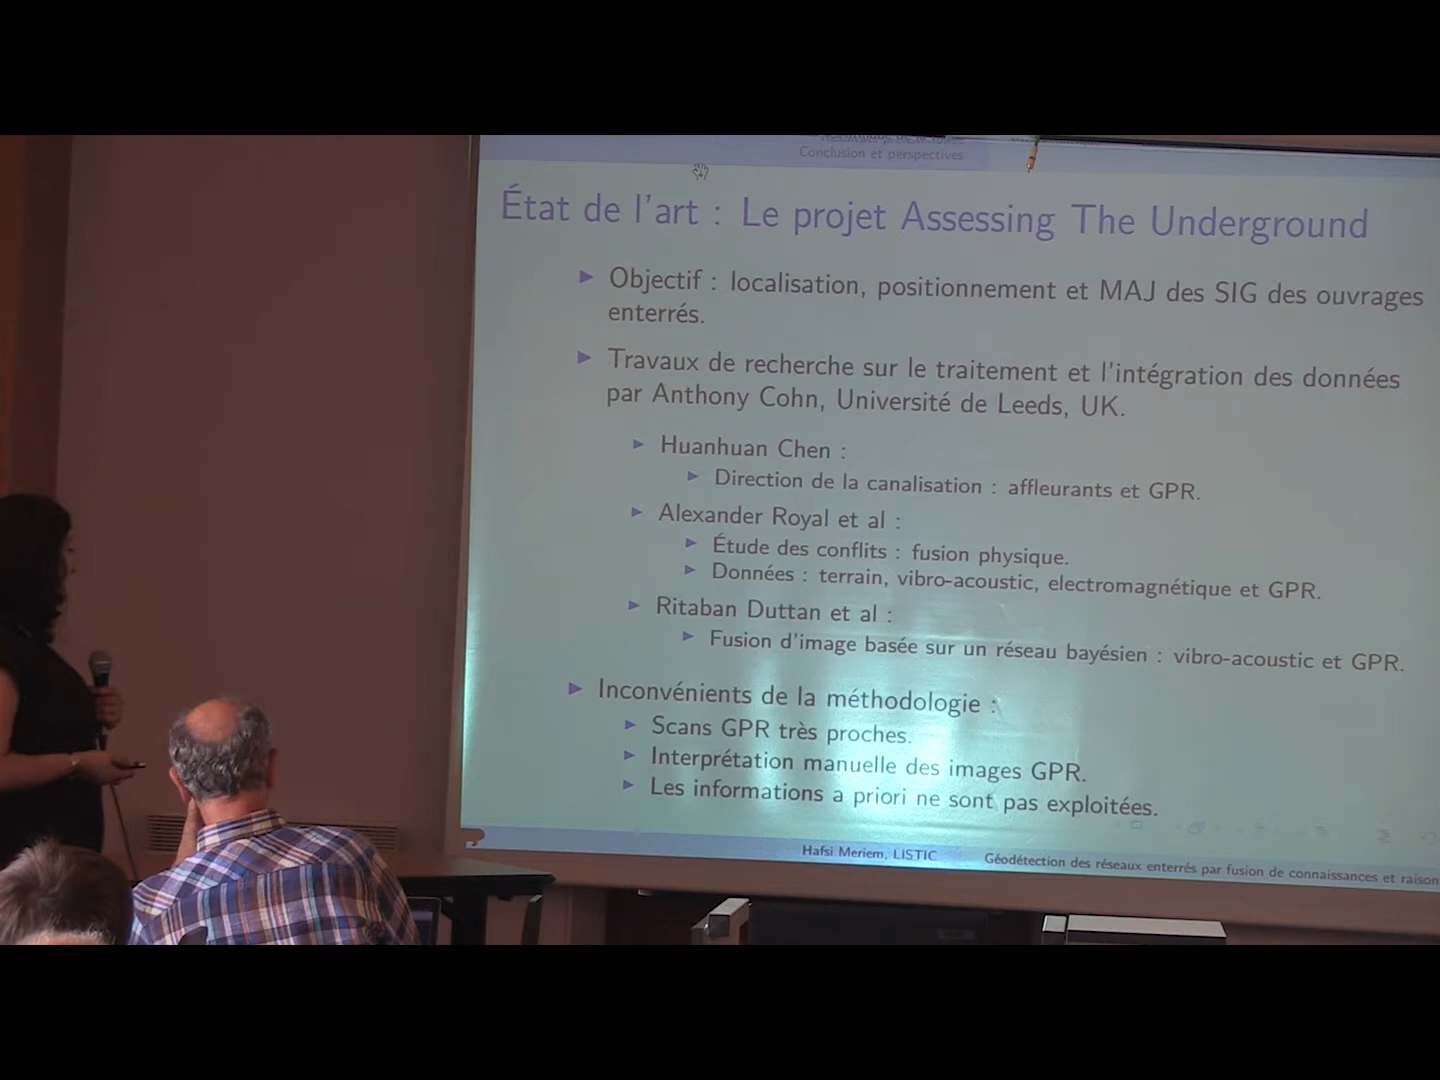 Conclusion et perspectives
État de l'art : Le projet Assessing The Underground
Objectif : localisation, positionnement et MAJ des SIG des ouvrages
enterrés.
Travaux de recherche sur le traitement et l'intégration des données
par Anthony Cohn, Université de Leeds, UK.
Huanhuan Chen :
Direction de la canalisation : affleurants et GPR.
Alexander Royal et al :
Étude des conflits : fusion physique.
Données : terrain, vibro-acoustic, electromagnétique et GPR.
Ritaban Duttan et al :
Fusion d'image basée sur un réseau bayésien : vibro-acoustic et GPR.
Inconvénients de la méthodologie :
Scans GPR très proches.
Interprétation manuelle des images GPR.
Les informations a priori ne sont pas exploitées.
Hafsi Meriem, LISTIC
Géodétection des réseaux enterrés par fusion de connaissances et raison